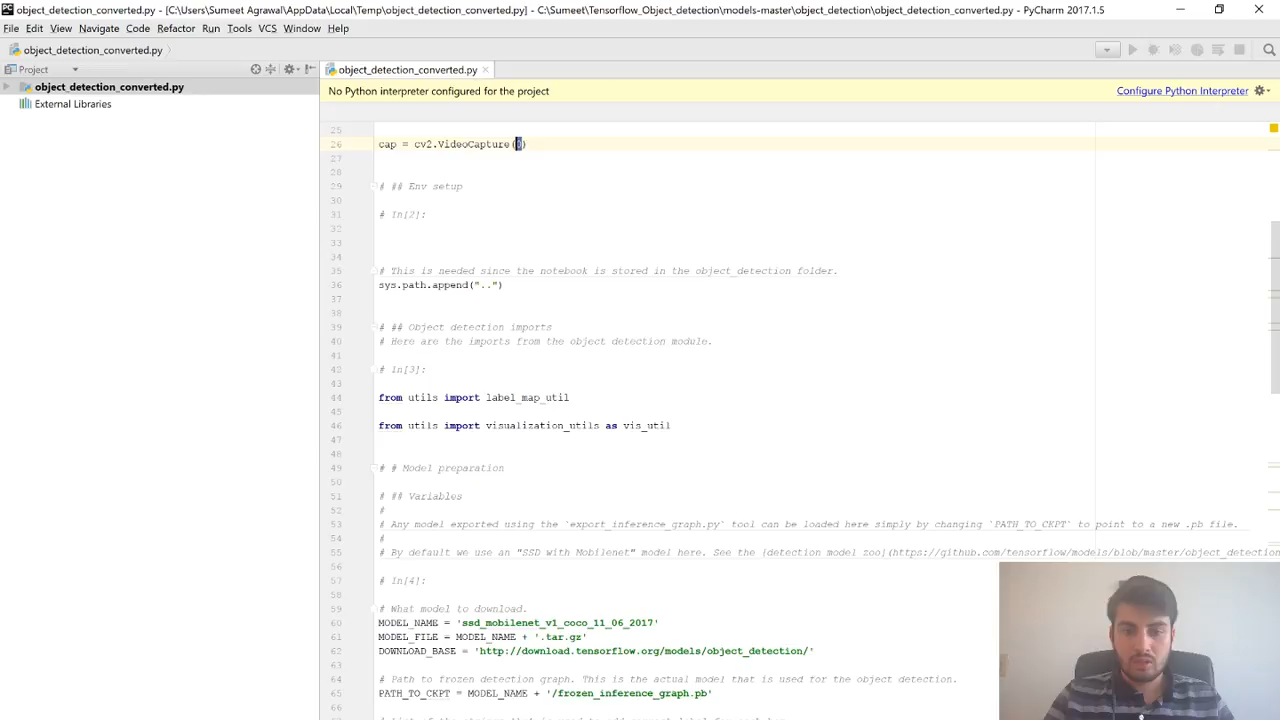 object_detection_converted.py - [C:\Users\Sumeet Agrawal\AppData\Local\Temp\object_detection_converted.py] - C:\Sumeet\Tensorflow_Object_detection\models-master\object_detection\object_detection_converted.py - PyCharm 2017.1.5
File Edit View Navigate Code Refactor Run Tools VCS Window Help
object_detection_converted.py
Project
object_detection_converted.py
object_detection_converted.py
No Python interpreter configured for the project
Configure Python Interpreter
External Libraries
25
26 cap = cv2.VideoCapture()
27
28
29 # ## Env setup
30
31 # In[2]:
32
33
34
35 # This is needed since the notebook is stored in the object_detection folder.
36 sys.path.append("..")
37
38
39 # ## Object detection imports
40 # Here are the imports from the object detection module.
41
42 # In[3]:
43
44 from utils import label_map_util
45
46 from utils import visualization_utils as vis_util
47
48
49 # # Model preparation
50
51 # ## Variables
52 #
53 # Any model exported using the `export_inference_graph.py` tool can be loaded here simply by changing `PATH_TO_CKPT` to point to a new .pb file.
54 #
55 # By default we use an "SSD with Mobilenet" model here. See the [detection model zoo](https://github.com/tensorflow/models/blob/master/object_detection
56
57 # In[4]:
58
59 # What model to download.
60 MODEL_NAME = 'ssd_mobilenet_v1_coco_11_06_2017'
61 MODEL_FILE = MODEL_NAME + '.tar.gz'
62 DOWNLOAD_BASE = 'http://download.tensorflow.org/models/object_detection/'
63
64 # Path to frozen detection graph. This is the actual model that is used for the object detection.
65 PATH_TO_CKPT = MODEL_NAME + '/frozen_inference_graph.pb'
66